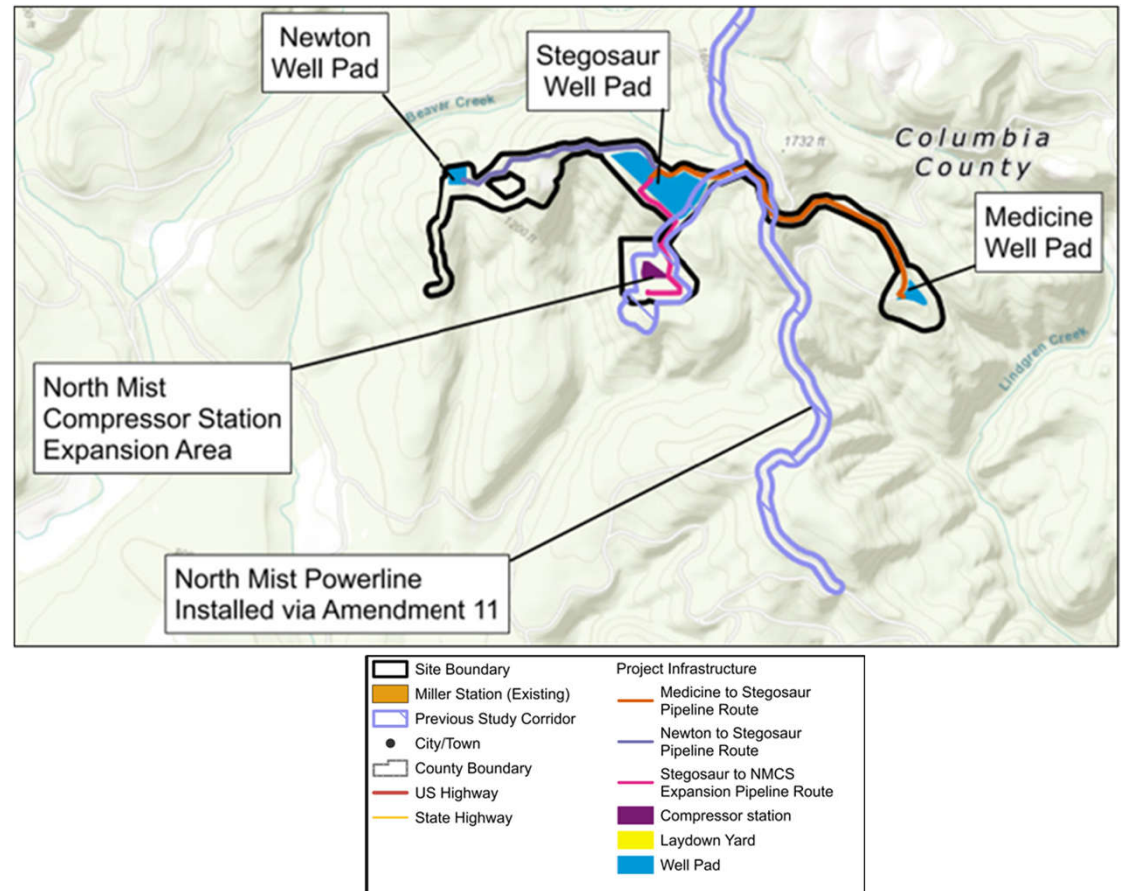 Newton
Well Pad
Stegosaur
Well Pad
Beaver Creek
1732 ft
Columbia
County
Medicine
Well Pad
1200 ft
Lindgren Creek
North Mist
Compressor Station
Expansion Area
North Mist Powerline
Installed via Amendment 11
Site Boundary
Miller Station (Existing)
Previous Study Corridor
City/Town
County Boundary
US Highway
State Highway
Project Infrastructure
Medicine to Stegosaur
Pipeline Route
Newton to Stegosaur
Pipeline Route
Stegosaur to NMCS
Expansion Pipeline Route
Compressor station
Laydown Yard
Well Pad